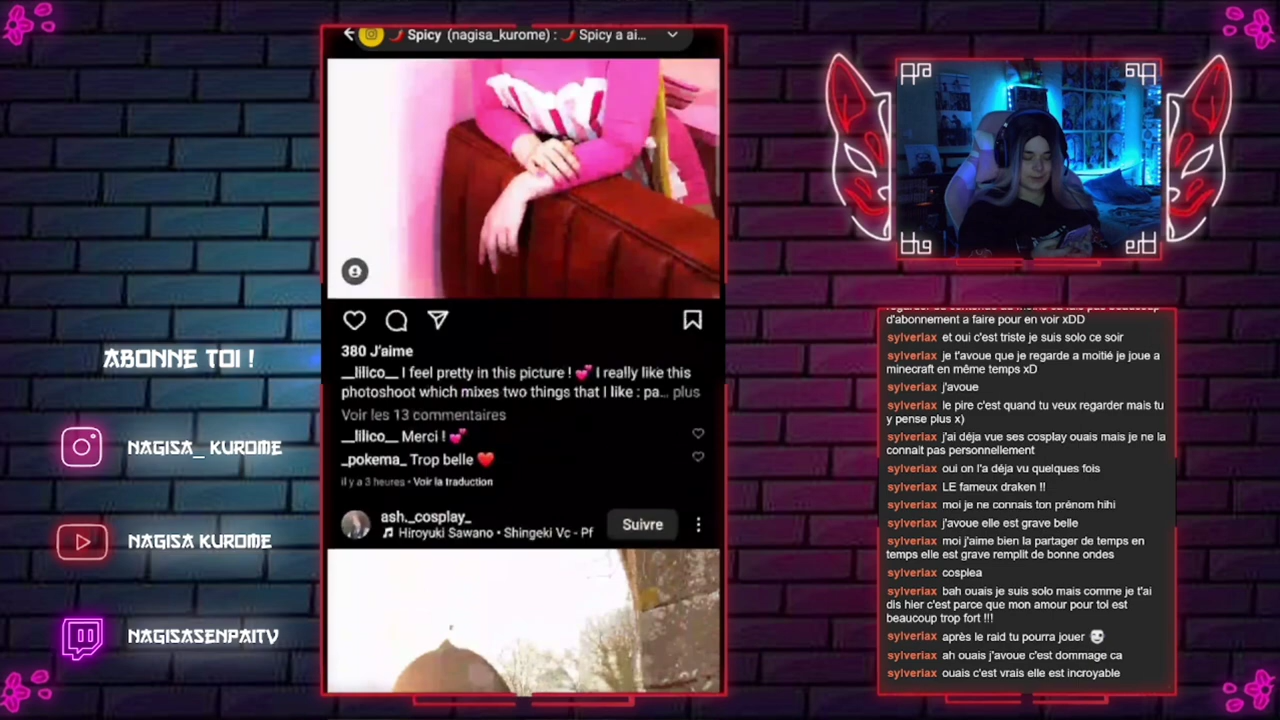 ABONNE TOI !
NAGISA_ KUROME
NAGISA KUROME
NAGISASENPAITV
Spicy (nagisa_kurome) : 🌶️ Spicy a ai...
380 J'aime
__lilico__ I feel pretty in this picture ! 💕 I really like this
photoshoot which mixes two things that I like : pa... plus
Voir les 13 commentaires
__lilico__ Merci ! 💕
_pokema_ Trop belle ❤️
il y a 3 heures • Voir la traduction
ash._cosplay_
Hiroyuki Sawano • Shingeki Vc - Pf
Suivre
d'abonnement a faire pour en voir xDD
sylveriax et oui c'est triste je suis solo ce soir
sylveriax je t'avoue que je regarde a moitié je joue a
minecraft en même temps xD
sylveriax j'avoue
sylveriax le pire c'est quand tu veux regarder mais tu
y pense plus x)
sylveriax j'ai déja vue ses cosplay ouais mais je ne la
connait pas personnellement
sylveriax oui on l'a déja vu quelques fois
sylveriax LE fameux draken !!
sylveriax moi je ne connais ton prénom hihi
sylveriax j'avoue elle est grave belle
sylveriax moi j'aime bien la partager de temps en
temps elle est grave remplit de bonne ondes
sylveriax cosplea
sylveriax bah ouais je suis solo mais comme je t'ai
dis hier c'est parce que mon amour pour toi est
beaucoup trop fort !!!
sylveriax après le raid tu pourra jouer
sylveriax ah ouais j'avoue c'est dommage ca
sylveriax ouais c'est vrais elle est incroyable